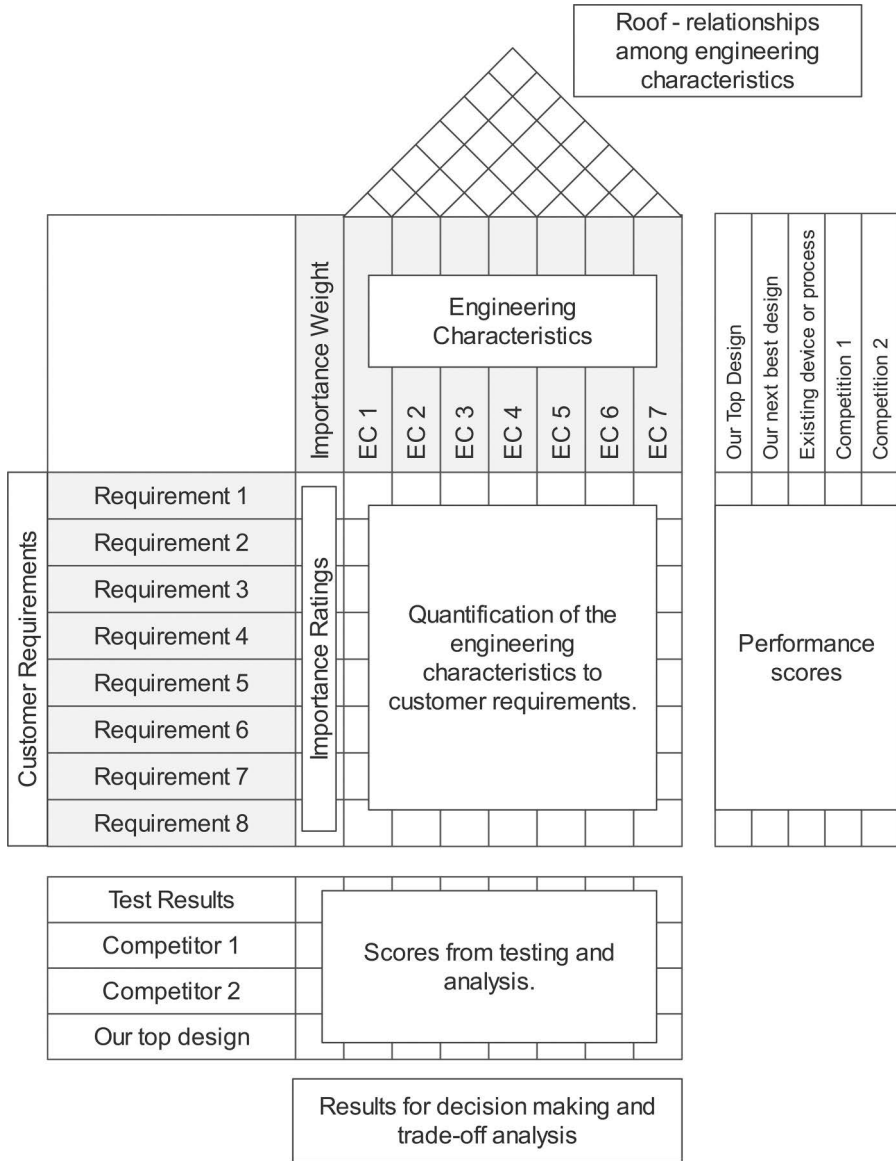 Roof - relationships
among engineering
characteristics
Importance Weight
Engineering
Characteristics
EC 1
EC 2
EC 3
EC 4
EC 5
EC 6
EC 7
Our Top Design
Our next best design
Existing device or process
Competition 1
Competition 2
Customer Requirements
Requirement 1
Requirement 2
Requirement 3
Requirement 4
Requirement 5
Requirement 6
Requirement 7
Requirement 8
Importance Ratings
Quantification of the
engineering
characteristics to
customer requirements.
Performance
scores
Test Results
Competitor 1
Competitor 2
Our top design
Scores from testing and
analysis.
Results for decision making and
trade-off analysis